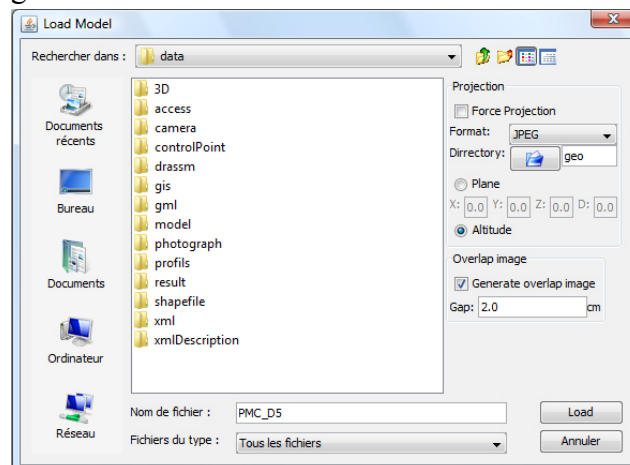 g
Load Model
Rechercher dans : data
Documents récents
Bureau
Documents
Ordinateur
Réseau
3D
access
camera
controlPoint
drassm
gis
gml
model
photograph
profils
result
shapefile
xml
xmlDescription
Projection
Force Projection
Format: JPEG
Dirrectory: geo
Plane
X: 0.0 Y: 0.0 Z: 0.0 D: 0.0
Altitude
Overlap image
Generate overlap image
Gap: 2.0 cm
Nom de fichier : PMC_D5
Load
Fichiers du type : Tous les fichiers
Annuler